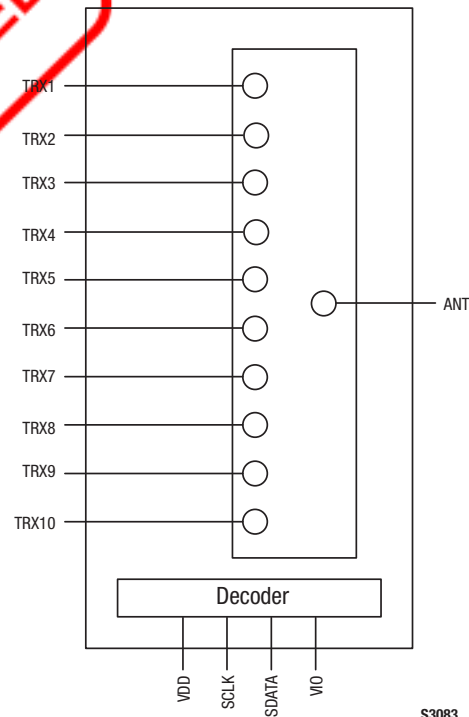 TRX1
TRX2
TRX3
TRX4
TRX5
TRX6
TRX7
TRX8
TRX9
TRX10
ANT
Decoder
VDD
SCLK
SDATA
VIO
S3083